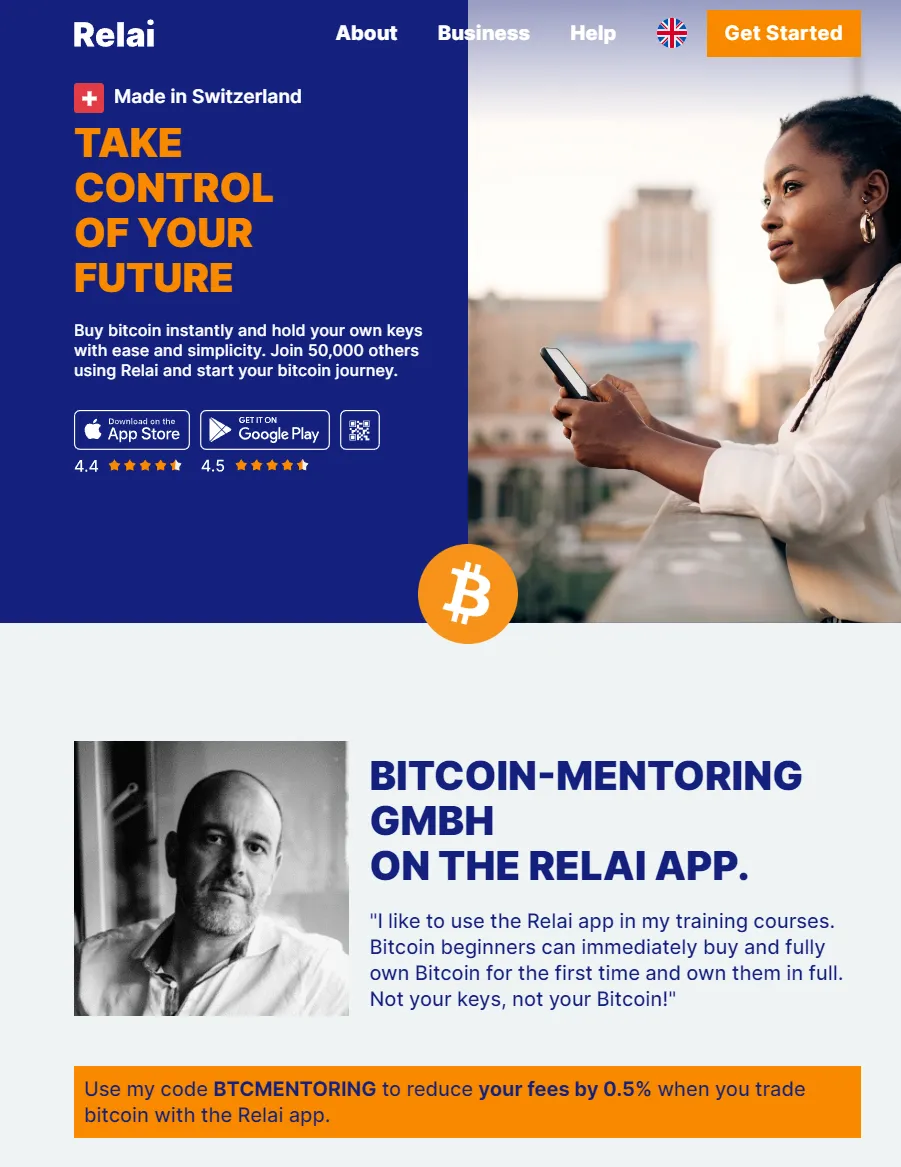 Relai
About
Business
Help
Get Started
Made in Switzerland
TAKE
CONTROL
OF YOUR
FUTURE
Buy bitcoin instantly and hold your own keys
with ease and simplicity. Join 50,000 others
using Relai and start your bitcoin journey.
Download on the
App Store
GET IT ON
Google Play
4.4
4.5
BITCOIN-MENTORING
GMBH
ON THE RELAI APP.
"I like to use the Relai app in my training courses.
Bitcoin beginners can immediately buy and fully
own Bitcoin for the first time and own them in full.
Not your keys, not your Bitcoin!"
Use my code BTCMENTORING to reduce your fees by 0.5% when you trade
bitcoin with the Relai app.